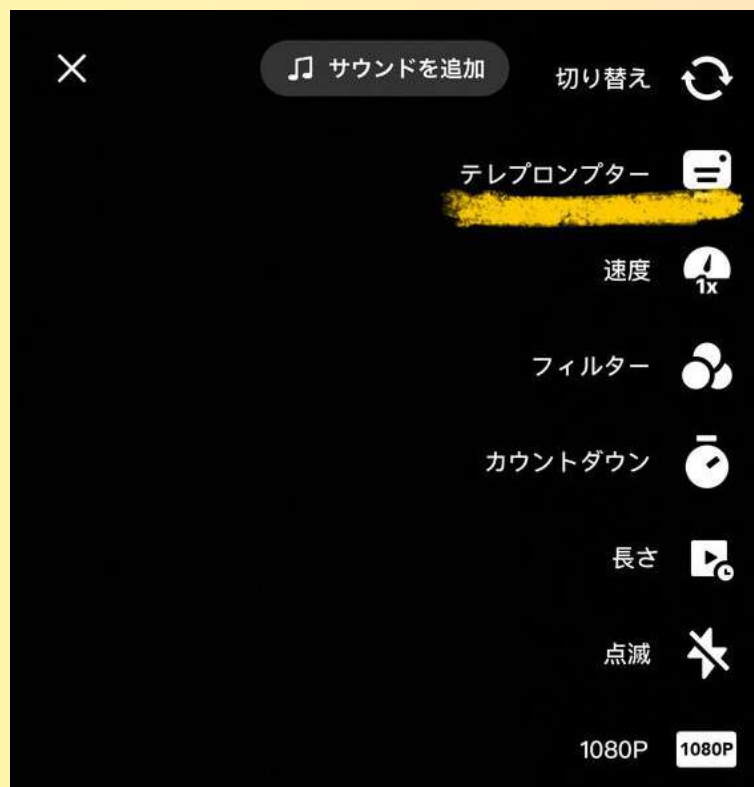 サウンドを追加
切り替え
テレプロンプター
速度
1x
フィルター
カウントダウン
長さ
点滅
1080P 1080P